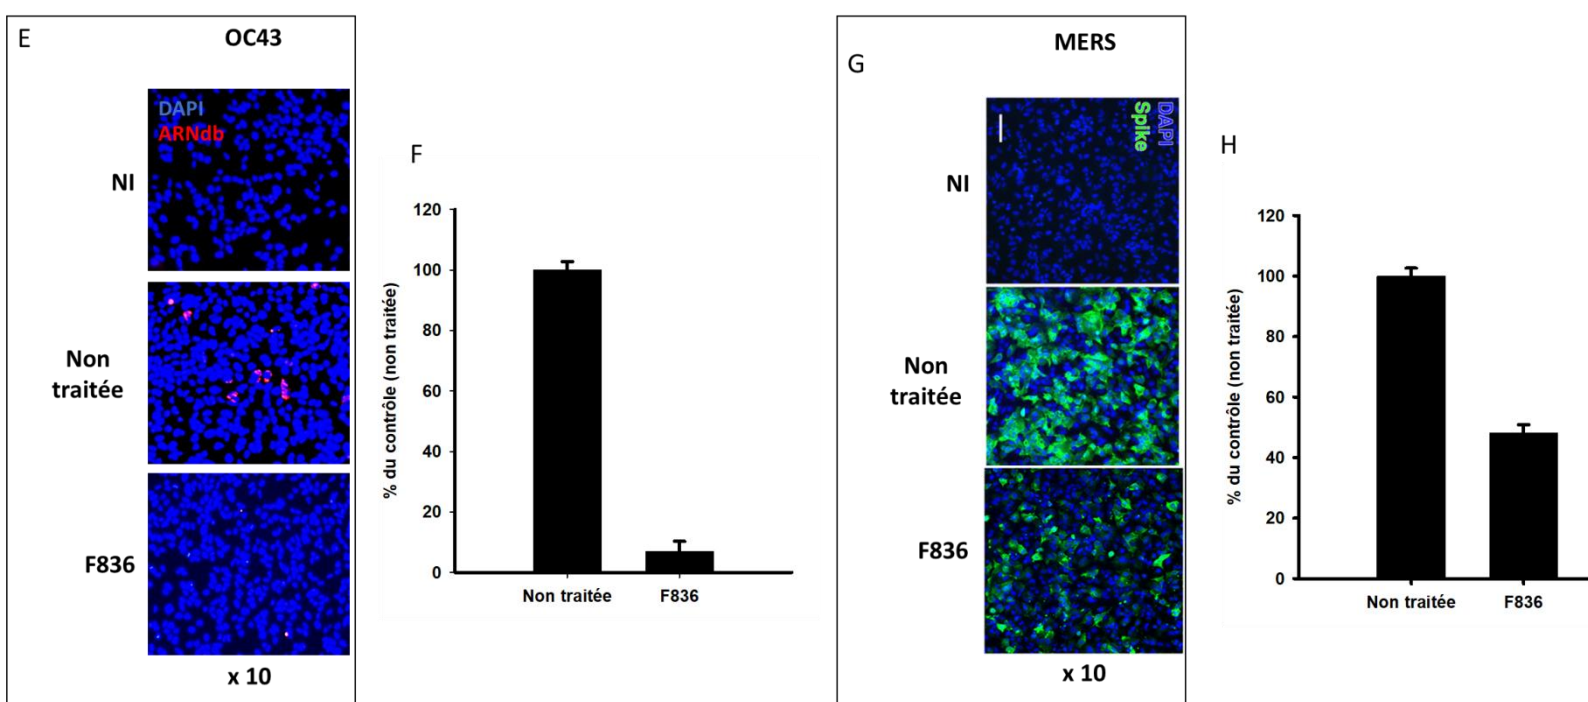 E
OC43
DAPI
ARNdb
NI
Non
traitée
F836
x 10
F
120
100
80
60
40
20
0
% du contrôle (non traitée)
Non traitée
F836
G
MERS
DAPI
Spike
NI
Non
traitée
F836
x 10
H
120
100
80
60
40
20
0
% du contrôle (non traitée)
Non traitée
F836